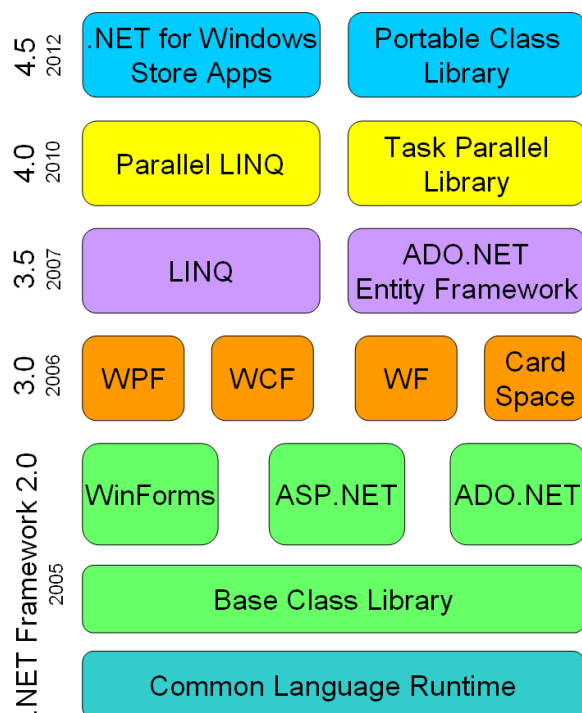 4.5
2012
.NET for Windows
Store Apps
Portable Class
Library
4.0
2010
Parallel LINQ
Task Parallel
Library
3.5
2007
LINQ
ADO.NET
Entity Framework
3.0
2006
WPF
WCF
WF
Card
Space
.NET Framework 2.0
2005
WinForms
ASP.NET
ADO.NET
Base Class Library
Common Language Runtime